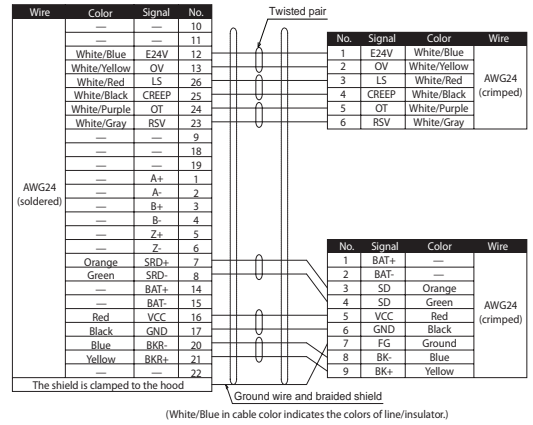 Twisted pair
Wire Color Signal No.
— — 10
— — 11
White/Blue E24V 12
White/Yellow OV 13
White/Red LS 26
White/Black CREEP 25
White/Purple OT 24
White/Gray RSV 23
— — 9
— — 18
— — 19
— A+ 1
— A- 2
— B+ 3
— B- 4
— Z+ 5
— Z- 6
Orange SRD+ 7
Green SRD- 8
— BAT+ 14
— BAT- 15
Red VCC 16
Black GND 17
Blue BKR- 20
Yellow BKR+ 21
— — 22
AWG24
(soldered)
The shield is clamped to the hood
No. Signal Color Wire
1 E24V White/Blue
2 OV White/Yellow
3 LS White/Red
4 CREEP White/Black
5 OT White/Purple
6 RSV White/Gray
AWG24
(crimped)
No. Signal Color Wire
1 BAT+ —
2 BAT- —
3 SD Orange
4 SD Green
5 VCC Red
6 GND Black
7 FG Ground
8 BK- Blue
9 BK+ Yellow
AWG24
(crimped)
Ground wire and braided shield
(White/Blue in cable color indicates the colors of line/insulator.)